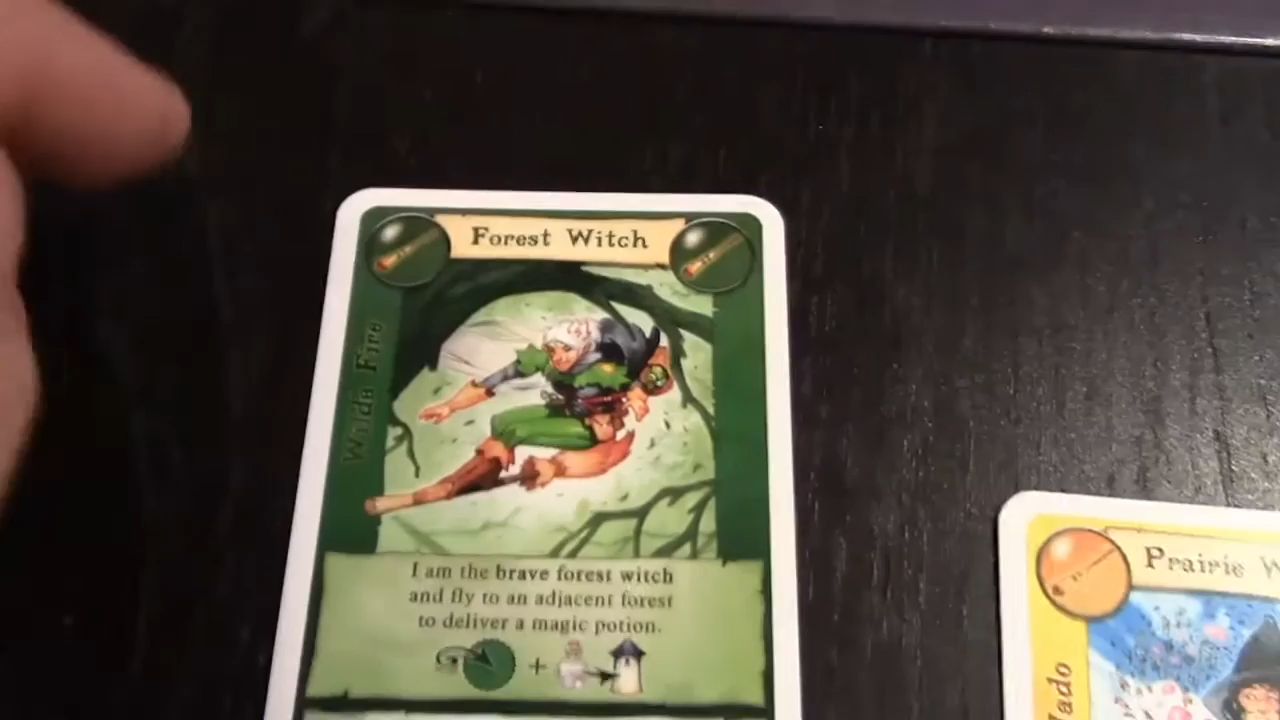 Forest Witch
Walda Fire
I am the brave forest witch
and fly to an adjacent forest
to deliver a magic potion.
+
Prairie W
lado